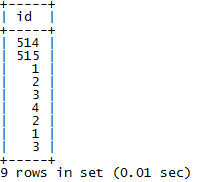 +-----+
| id  |
+-----+
| 514 |
| 515 |
|   1 |
|   2 |
|   3 |
|   4 |
|   2 |
|   1 |
|   3 |
+-----+
9 rows in set (0.01 sec)